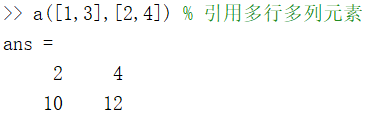 >> a([1,3],[2,4]) % 引用多行多列元素
ans =
2 4
10 12